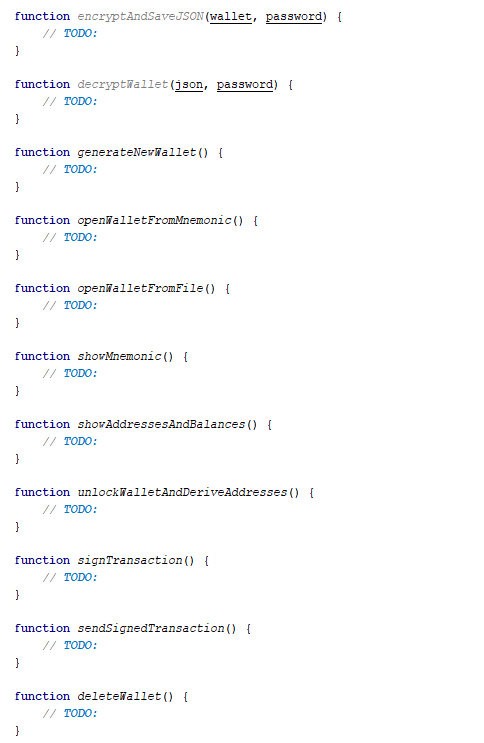 function encryptAndSaveJSON(wallet, password) {
// TODO:
}
function decryptWallet(json, password) {
// TODO:
}
function generateNewWallet() {
// TODO:
}
function openWalletFromMnemonic() {
// TODO:
}
function openWalletFromFile() {
// TODO:
}
function showMnemonic() {
// TODO:
}
function showAddressesAndBalances() {
// TODO:
}
function unlockWalletAndDeriveAddresses() {
// TODO:
}
function signTransaction() {
// TODO:
}
function sendSignedTransaction() {
// TODO:
}
function deleteWallet() {
// TODO:
}